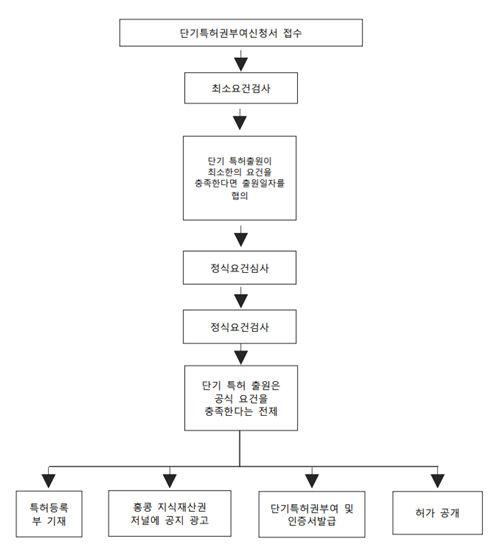 단기특허권부여신청서 접수
최소요건검사
단기 특허출원이
최소한의 요건을
충족한다면 출원일자를
협의
정식요건심사
정식요건검사
단기 특허 출원은
공식 요건을
충족한다는 전제
특허등록
부 기재
홍콩 지식재산권
저널에 공지 광고
단기특허권부여 및
인증서발급
허가 공개